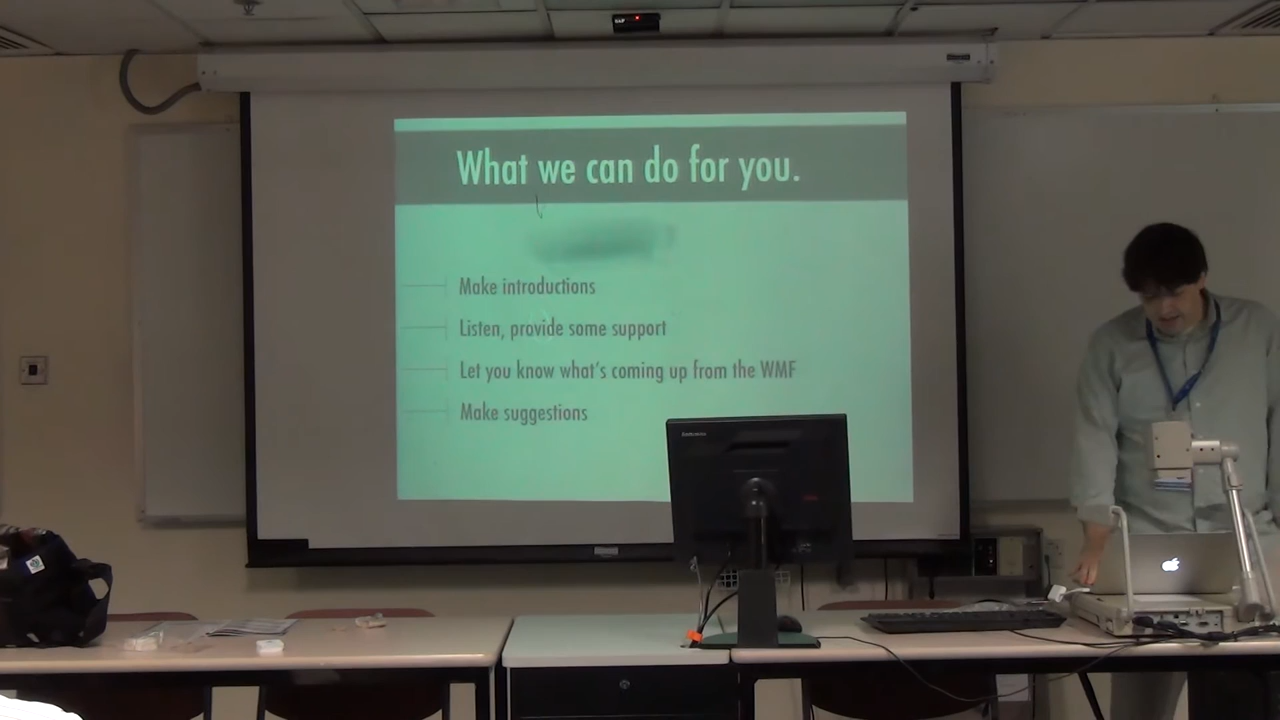 What we can do for you.
Make introductions
Listen, provide some support
Let you know what's coming up from the WMF
Make suggestions